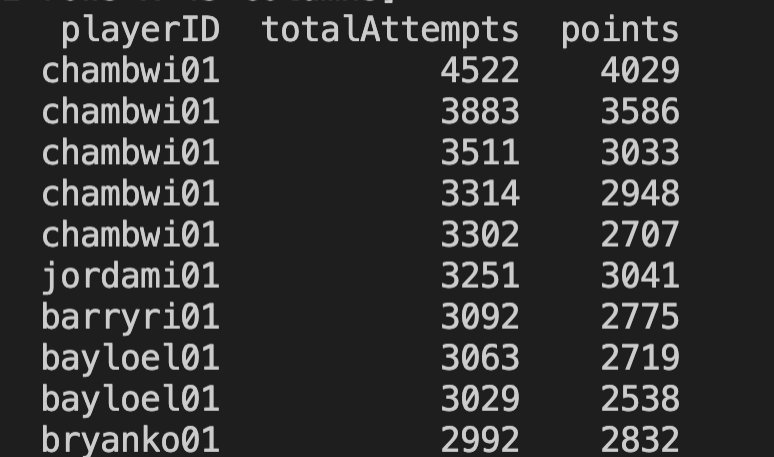 playerID totalAttempts points
chambwi01 4522 4029
chambwi01 3883 3586
chambwi01 3511 3033
chambwi01 3314 2948
chambwi01 3302 2707
jordami01 3251 3041
barryri01 3092 2775
bayloel01 3063 2719
bayloel01 3029 2538
bryanko01 2992 2832